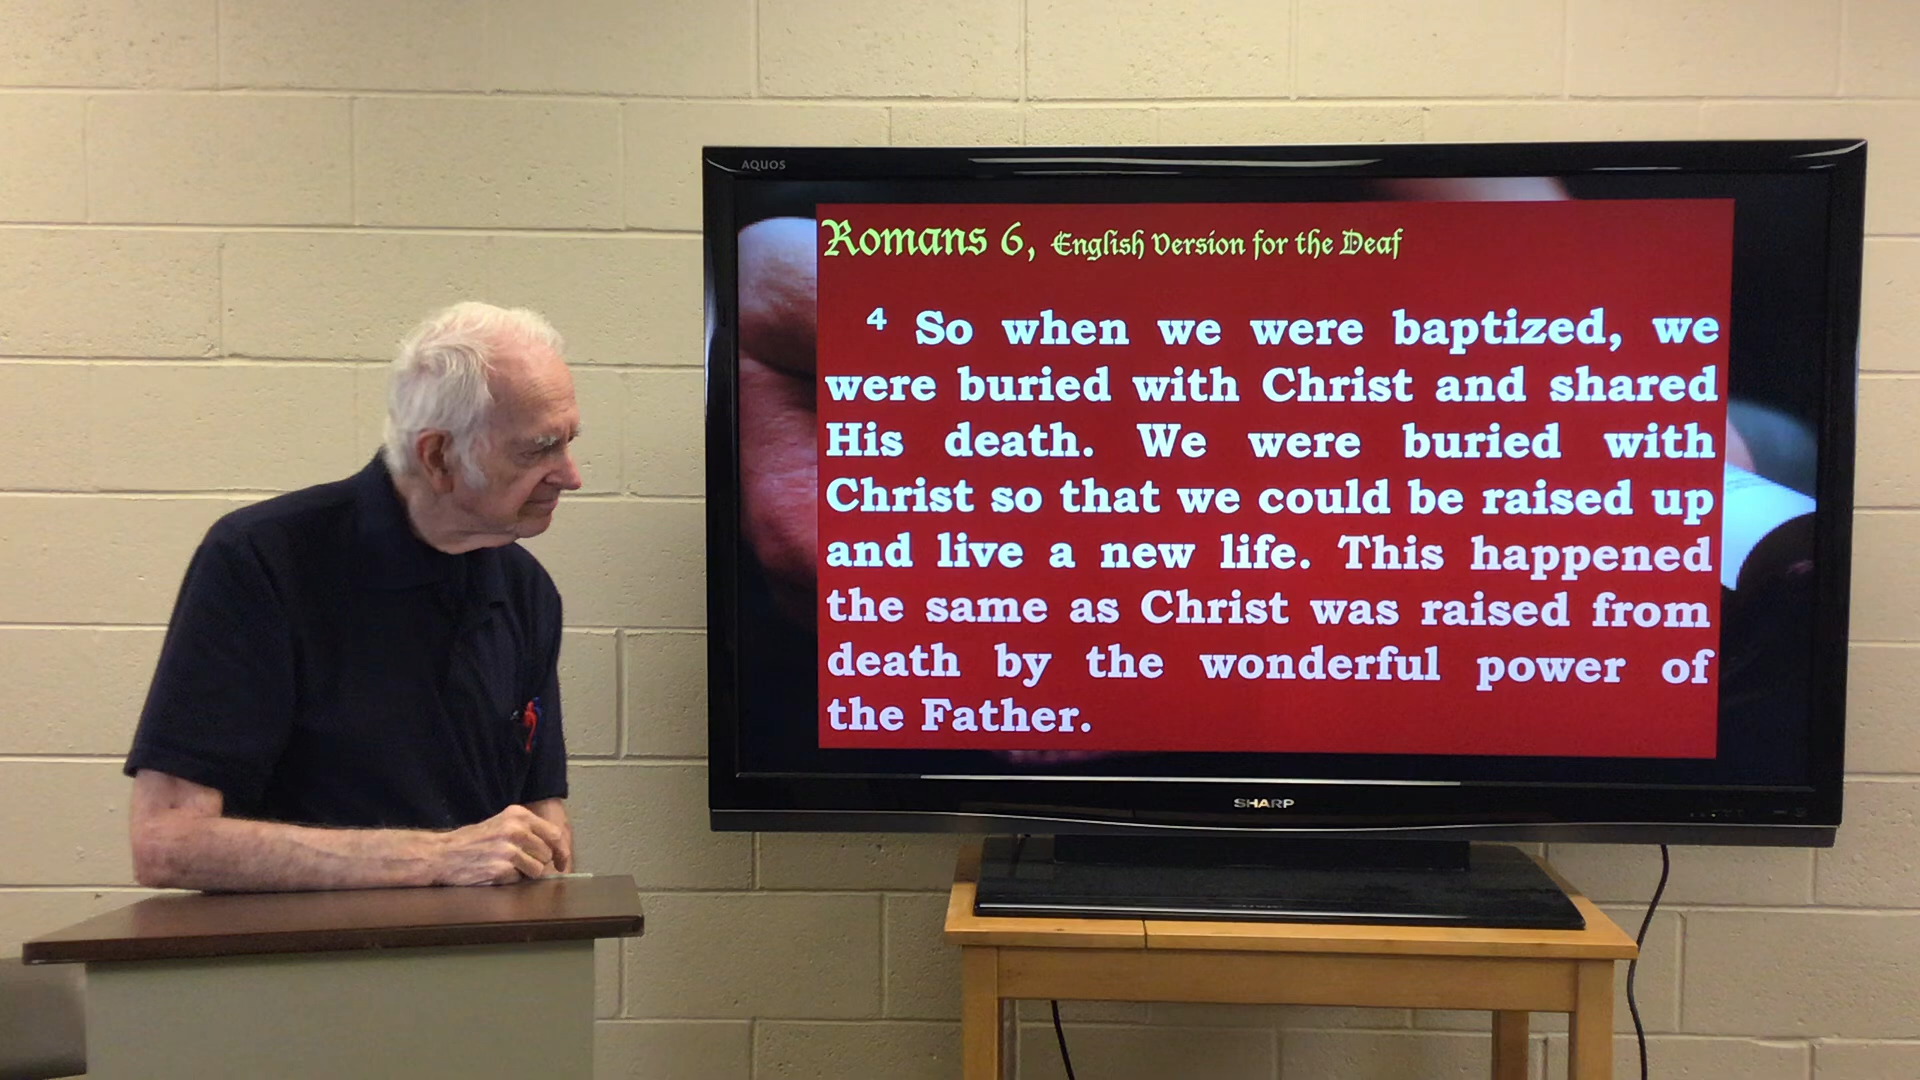 AQUOS
Romans 6, English Version for the Deaf
4 So when we were baptized, we
were buried with Christ and shared
His death. We were buried with
Christ so that we could be raised up
and live a new life. This happened
the same as Christ was raised from
death by the wonderful power of
the Father.
SHARP